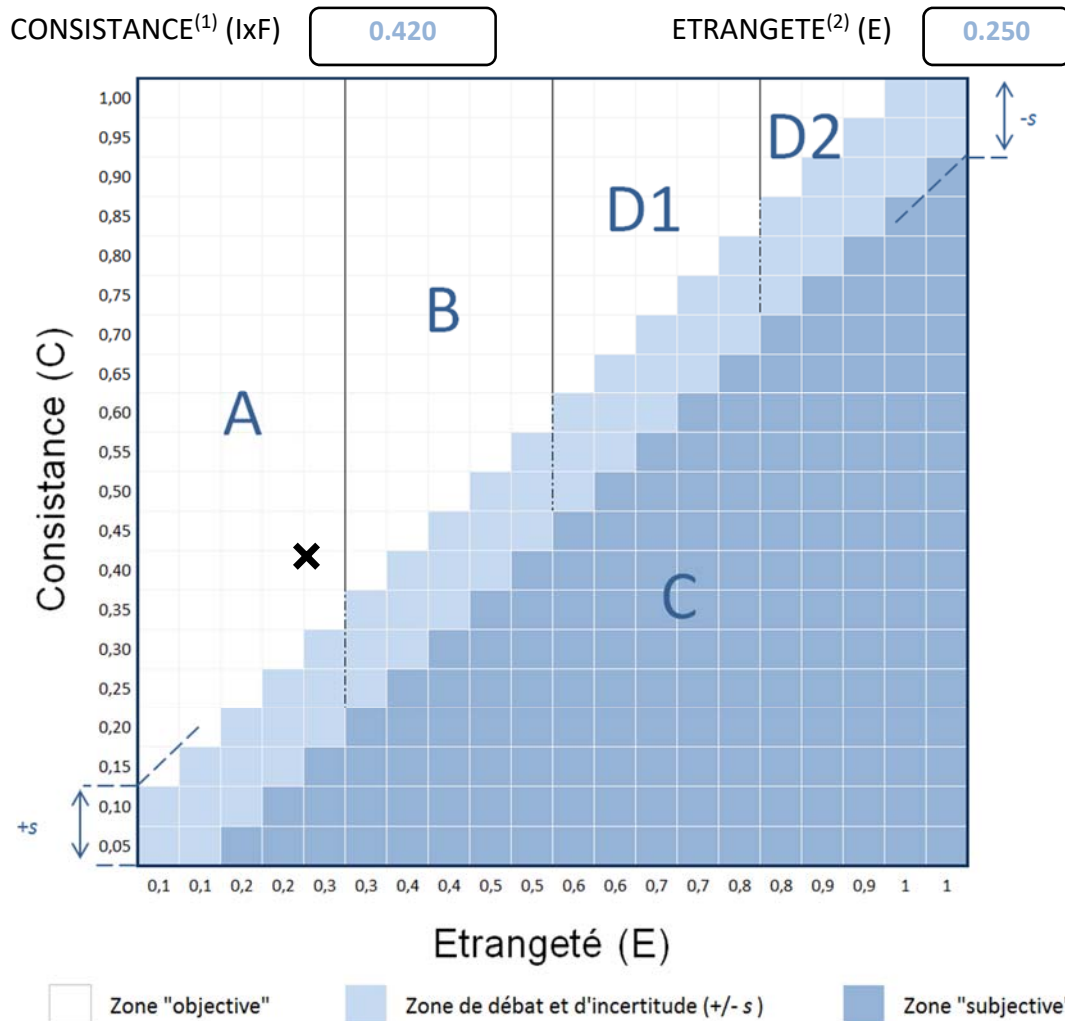 CONSISTANCE(1) (IxF) 0.420 ETRANGETE(2) (E) 0.250
1,00
0,95
0,90
0,85
0,80
0,75
0,70
0,65
0,60
0,55
0,50
0,45
0,40
0,35
0,30
0,25
0,20
0,15
0,10
0,05
Consistance (C)
A
B
D1
D2
C
-s
+s
0,1 0,1 0,2 0,2 0,3 0,3 0,4 0,4 0,5 0,5 0,6 0,6 0,7 0,7 0,8 0,8 0,9 0,9 1 1
Etrangeté (E)
Zone "objective" Zone de débat et d'incertitude (+/- s) Zone "subjective"